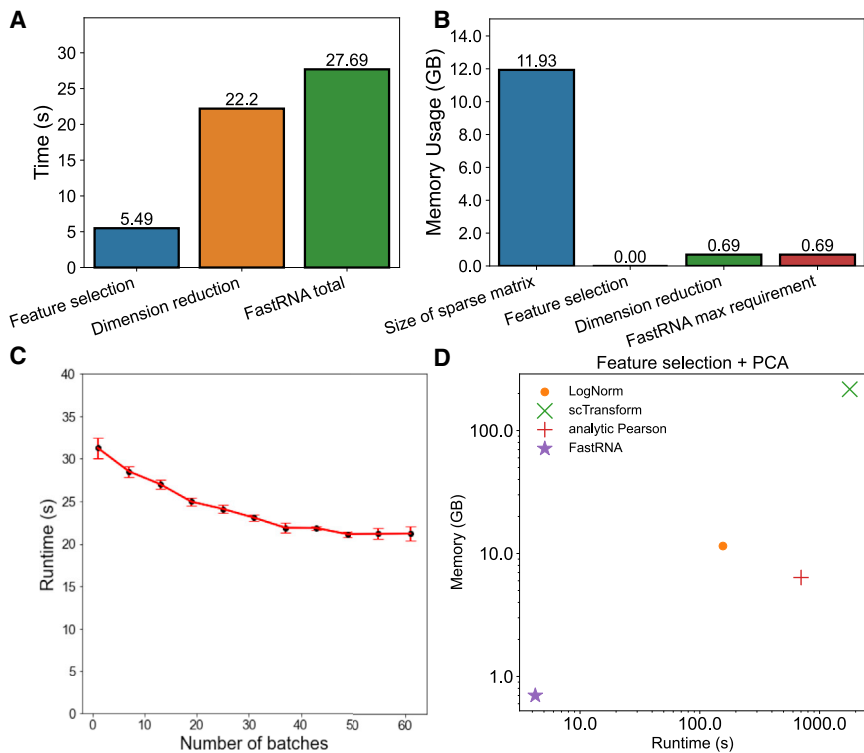 A
Time (s)
30
25
20
15
10
5
0
5.49
22.2
27.69
Feature selection
Dimension reduction
FastRNA total
B
Memory Usage (GB)
14.0
12.0
10.0
8.0
6.0
4.0
2.0
0.0
11.93
0.00
0.69
0.69
Size of sparse matrix
Feature selection
Dimension reduction
FastRNA max requirement
C
Runtime (s)
40
35
30
25
20
15
10
5
0
0 10 20 30 40 50 60
Number of batches
D
Feature selection + PCA
LogNorm
scTransform
analytic Pearson
FastRNA
Memory (GB)
100.0
10.0
1.0
10.0 100.0 1000.0
Runtime (s)